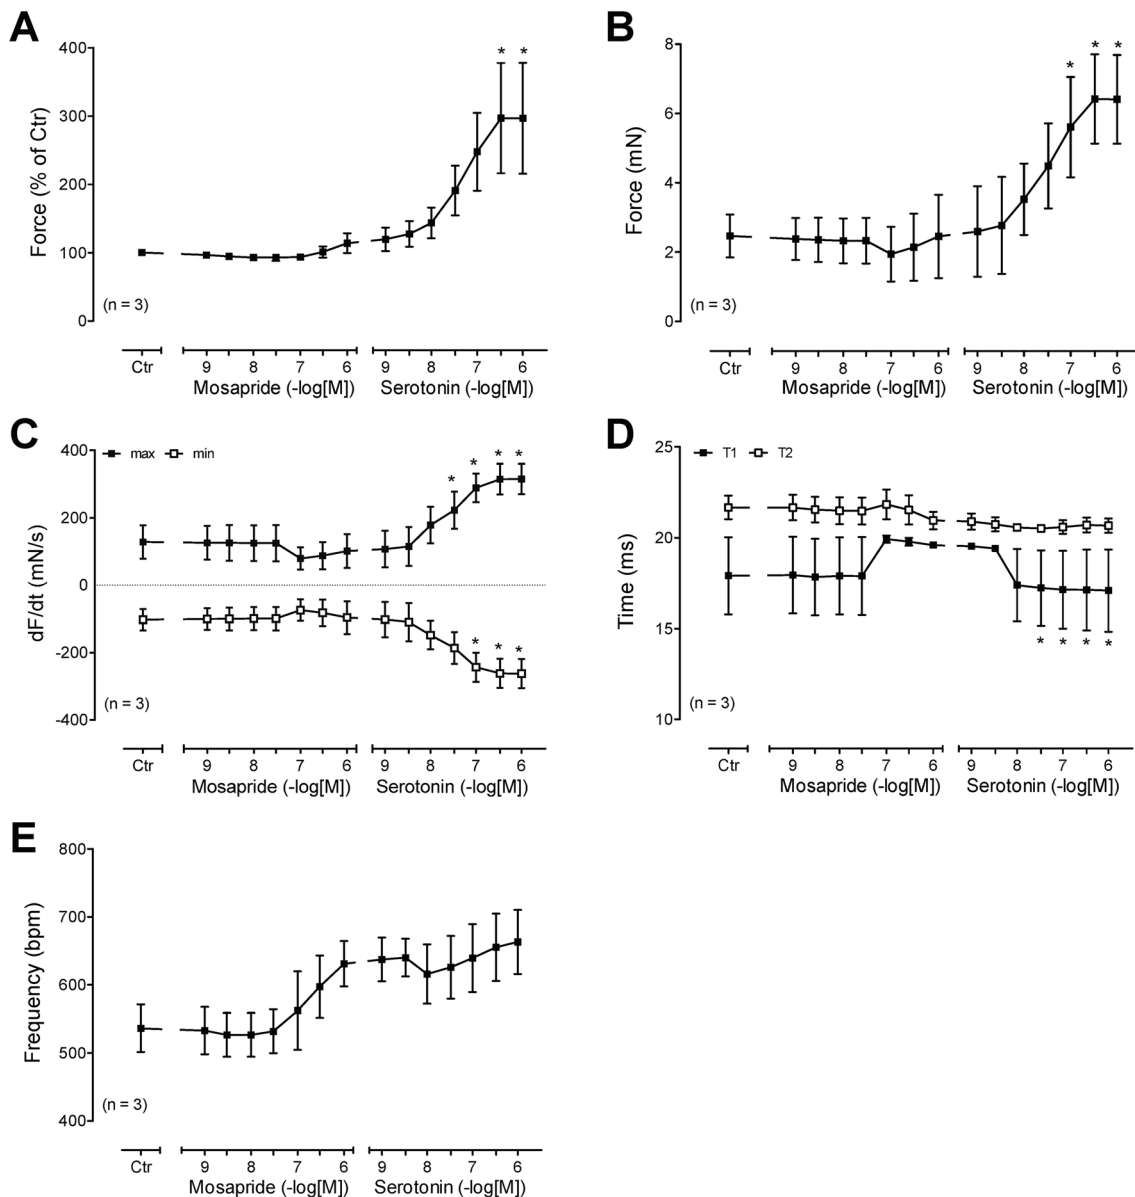 A
Force (% of Ctr)
400
300
200
100
0
* *
(n = 3)
Ctr 9 8 7 6 9 8 7 6
Mosapride (-log[M]) Serotonin (-log[M])
B
Force (mN)
8
6
4
2
0
* * *
(n = 3)
Ctr 9 8 7 6 9 8 7 6
Mosapride (-log[M]) Serotonin (-log[M])
C
dF/dt (mN/s)
max min
400
200
0
-200
-400
* * * *
* * *
(n = 3)
Ctr 9 8 7 6 9 8 7 6
Mosapride (-log[M]) Serotonin (-log[M])
D
Time (ms)
T1 T2
25
20
15
10
* * * *
(n = 3)
Ctr 9 8 7 6 9 8 7 6
Mosapride (-log[M]) Serotonin (-log[M])
E
Frequency (bpm)
800
700
600
500
400
(n = 3)
Ctr 9 8 7 6 9 8 7 6
Mosapride (-log[M]) Serotonin (-log[M])